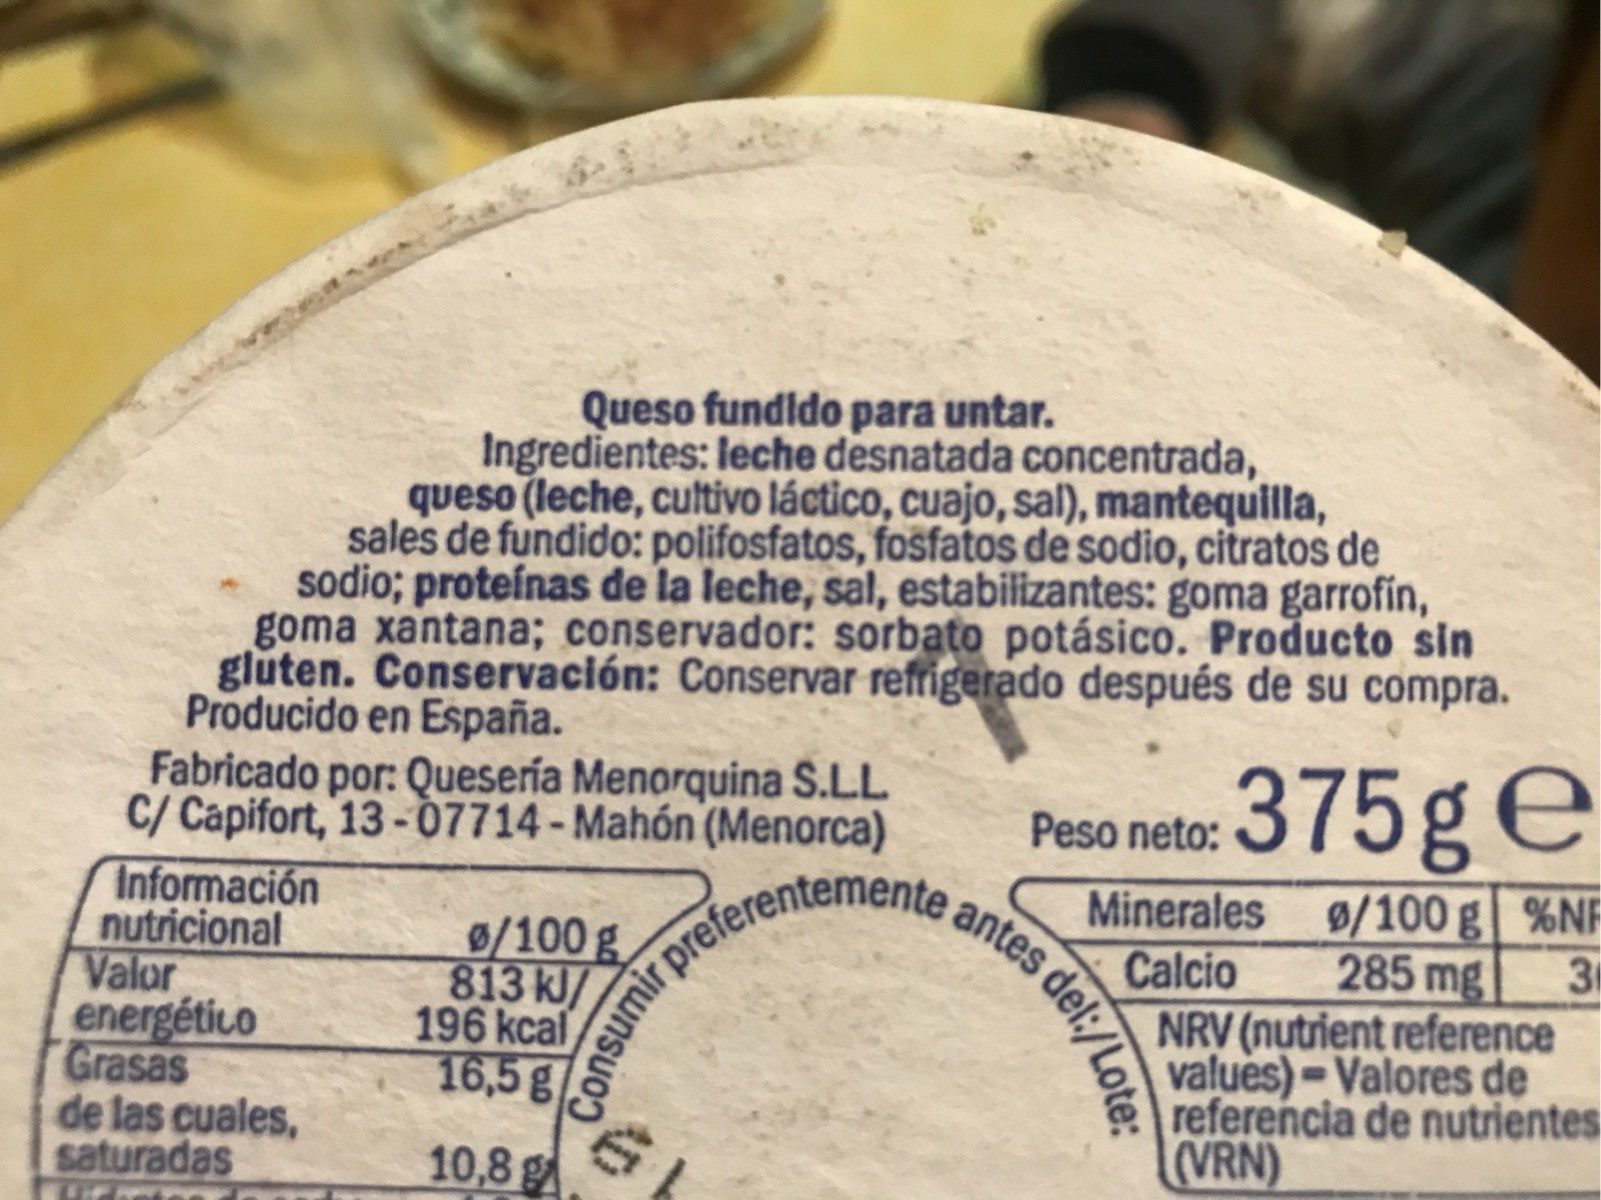 Queso fundido para untar.
Ingredientes: leche desnatada concentrada,
queso (leche, cultivo láctico, cuajo, sal), mantequilla,
sales de fundido: polifosfatos, fosfatos de sodio, citratos de
sodio; proteínas de la leche, sal, estabilizantes: goma garrofín,
goma xantana; conservador: sorbato potásico. Producto sin
gluten. Conservación: Conservar refrigerado después de su compra.
Producido en España.
Fabricado por: Quesería Menorquina S.L.L.
C/ Capifort, 13 - 07714 - Mahón (Menorca)
Peso neto: 375 g e
Información
nutricional ø/100 g
Valor 813 kJ/
energético 196 kcal
Grasas 16,5 g
de las cuales,
saturadas 10,8 g
Consumir preferentemente antes del:/Lote:
Minerales ø/100 g
Calcio 285 mg
NRV (nutrient reference
values) = Valores de
referencia de nutrientes
(VRN)